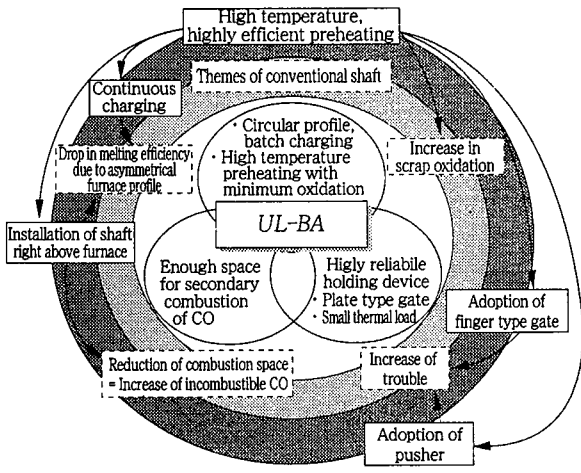 High temperature,
highly efficient preheating
Themes of conventional shaft
Continuous
charging
· Circular profile,
batch charging
· High temperature
preheating with
minimum oxidation
Increase in
scrap oxidation
Drop in melting efficiency
due to asymmetrical
furnace profile
UL-BA
Installation of shaft
right above furnace
Enough space
for secondary
combustion
of CO
Higly reliabile
holding device
· Plate type gate
· Small thermal load
Adoption of
finger type gate
Reduction of combustion space
= Increase of incombustible CO
Increase of
trouble
Adoption of
pusher